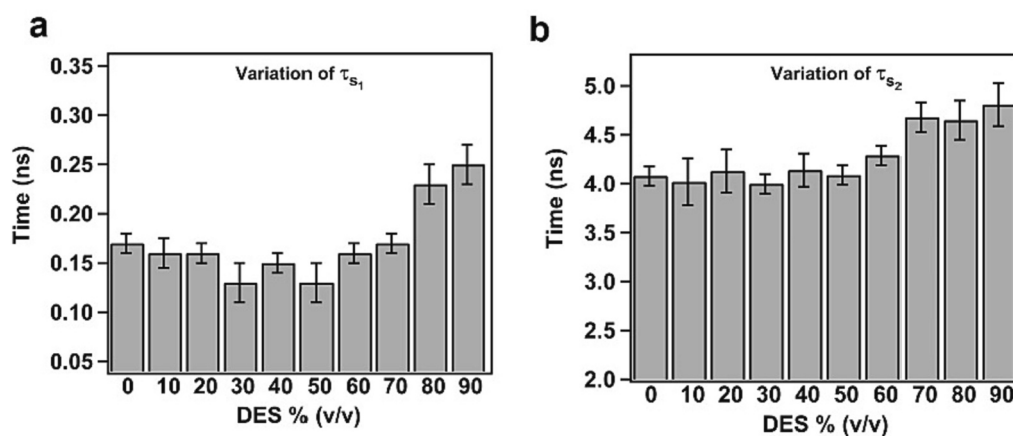 a
Variation of τs1
Time (ns)
0.35
0.30
0.25
0.20
0.15
0.10
0.05
0 10 20 30 40 50 60 70 80 90
DES % (v/v)
b
Variation of τs2
Time (ns)
5.0
4.5
4.0
3.5
3.0
2.5
2.0
0 10 20 30 40 50 60 70 80 90
DES % (v/v)